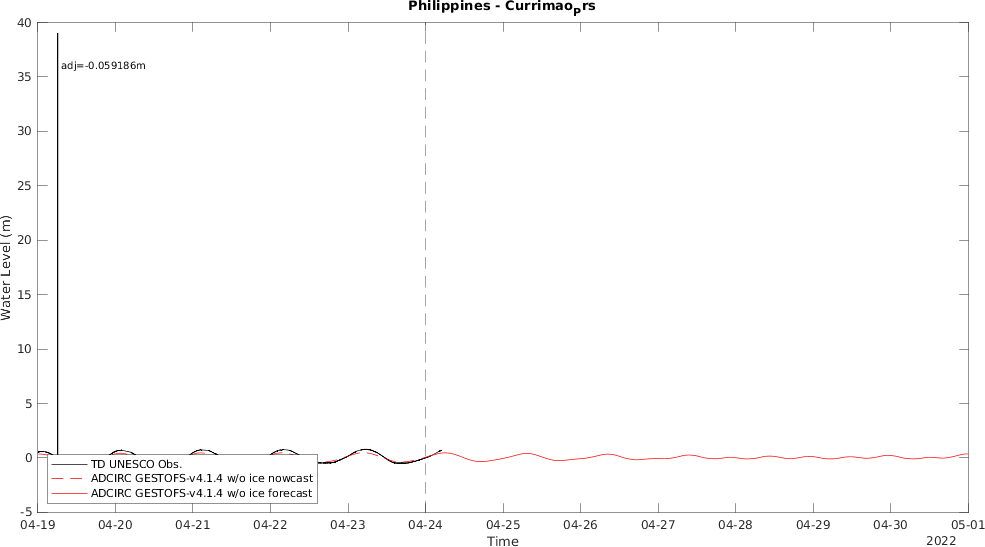 Philippines - Currimaoprs
40
35
30
25
20
15
10
5
0
-5
Water Level (m)
adj=-0.059186m
TD UNESCO Obs.
ADCIRC GESTOFS-v4.1.4 w/o ice nowcast
ADCIRC GESTOFS-v4.1.4 w/o ice forecast
04-19 04-20 04-21 04-22 04-23 04-24 04-25 04-26 04-27 04-28 04-29 04-30 05-01
Time
2022